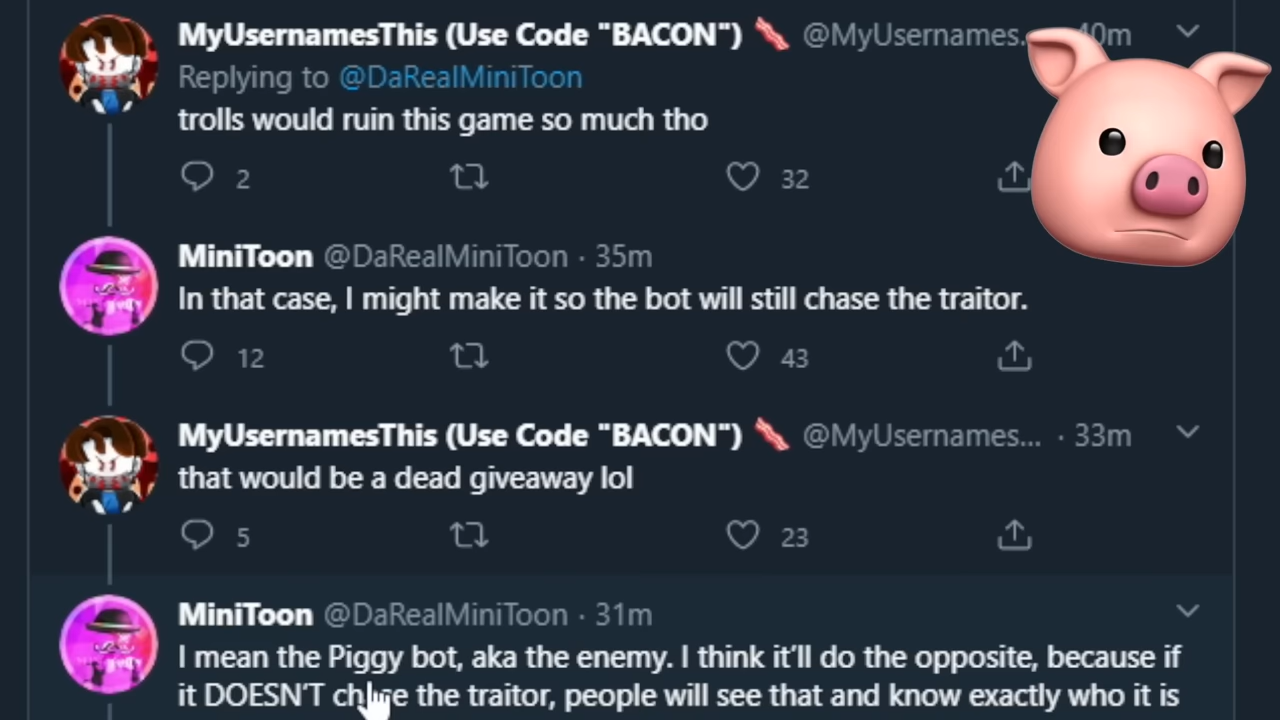 MyUsernamesThis (Use Code "BACON") 🥓 @MyUsernames... 40m
Replying to @DaRealMiniToon
trolls would ruin this game so much tho
2 32
MiniToon @DaRealMiniToon · 35m
In that case, I might make it so the bot will still chase the traitor.
12 43
MyUsernamesThis (Use Code "BACON") 🥓 @MyUsernames... · 33m
that would be a dead giveaway lol
5 23
MiniToon @DaRealMiniToon · 31m
I mean the Piggy bot, aka the enemy. I think it'll do the opposite, because if
it DOESN'T chase the traitor, people will see that and know exactly who it is